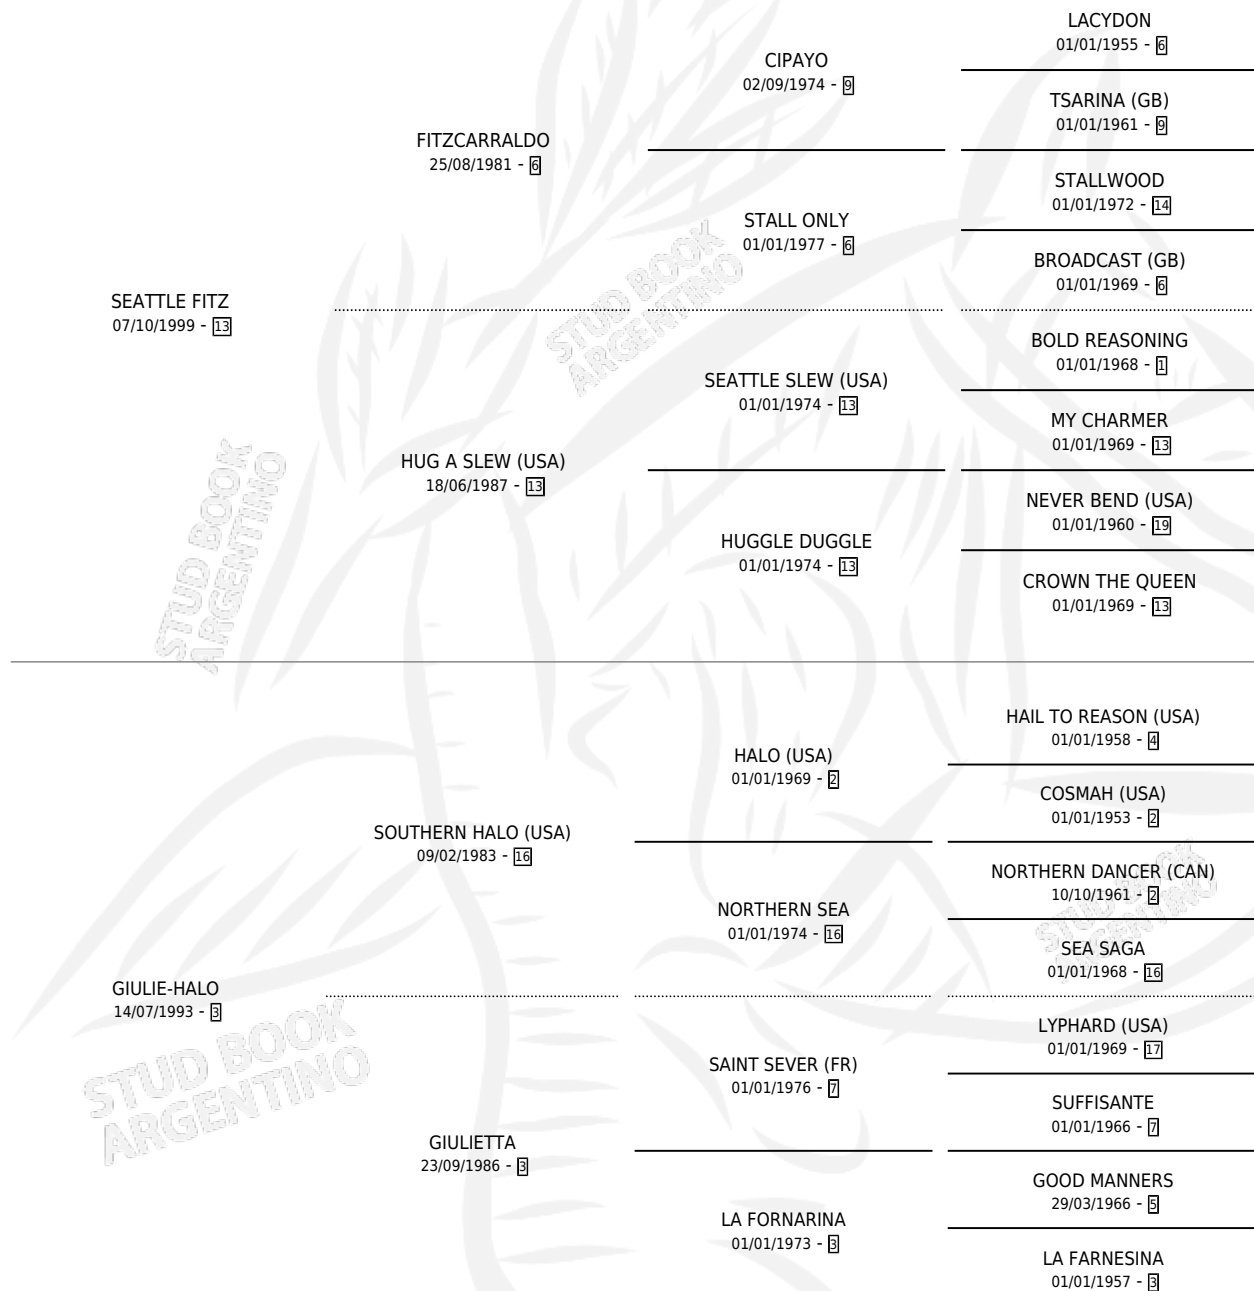 LACYDON
01/01/1955 - 6
CIPAYO
02/09/1974 - 9
TSARINA (GB)
01/01/1961 - 9
FITZCARRALDO
25/08/1981 - 6
STALLWOOD
01/01/1972 - 14
STALL ONLY
01/01/1977 - 6
BROADCAST (GB)
01/01/1969 - 6
SEATTLE FITZ
07/10/1999 - 13
BOLD REASONING
01/01/1968 - 1
SEATTLE SLEW (USA)
01/01/1974 - 13
MY CHARMER
01/01/1969 - 13
HUG A SLEW (USA)
18/06/1987 - 13
NEVER BEND (USA)
01/01/1960 - 19
HUGGLE DUGGLE
01/01/1974 - 13
CROWN THE QUEEN
01/01/1969 - 13
HAIL TO REASON (USA)
01/01/1958 - 4
HALO (USA)
01/01/1969 - 2
COSMAH (USA)
01/01/1953 - 2
SOUTHERN HALO (USA)
09/02/1983 - 16
NORTHERN DANCER (CAN)
10/10/1961 - 2
NORTHERN SEA
01/01/1974 - 16
SEA SAGA
01/01/1968 - 16
GIULIE-HALO
14/07/1993 - 3
LYPHARD (USA)
01/01/1969 - 17
SAINT SEVER (FR)
01/01/1976 - 7
SUFFISANTE
01/01/1966 - 7
GIULIETTA
23/09/1986 - 3
GOOD MANNERS
29/03/1966 - 5
LA FORNARINA
01/01/1973 - 3
LA FARNESINA
01/01/1957 - 3
STUD BOOK
ARGENTINO
STUD BOOK
ARGENTINO
STUD BOOK
ARGENTINO
STUD BOOK
ARGENTINO